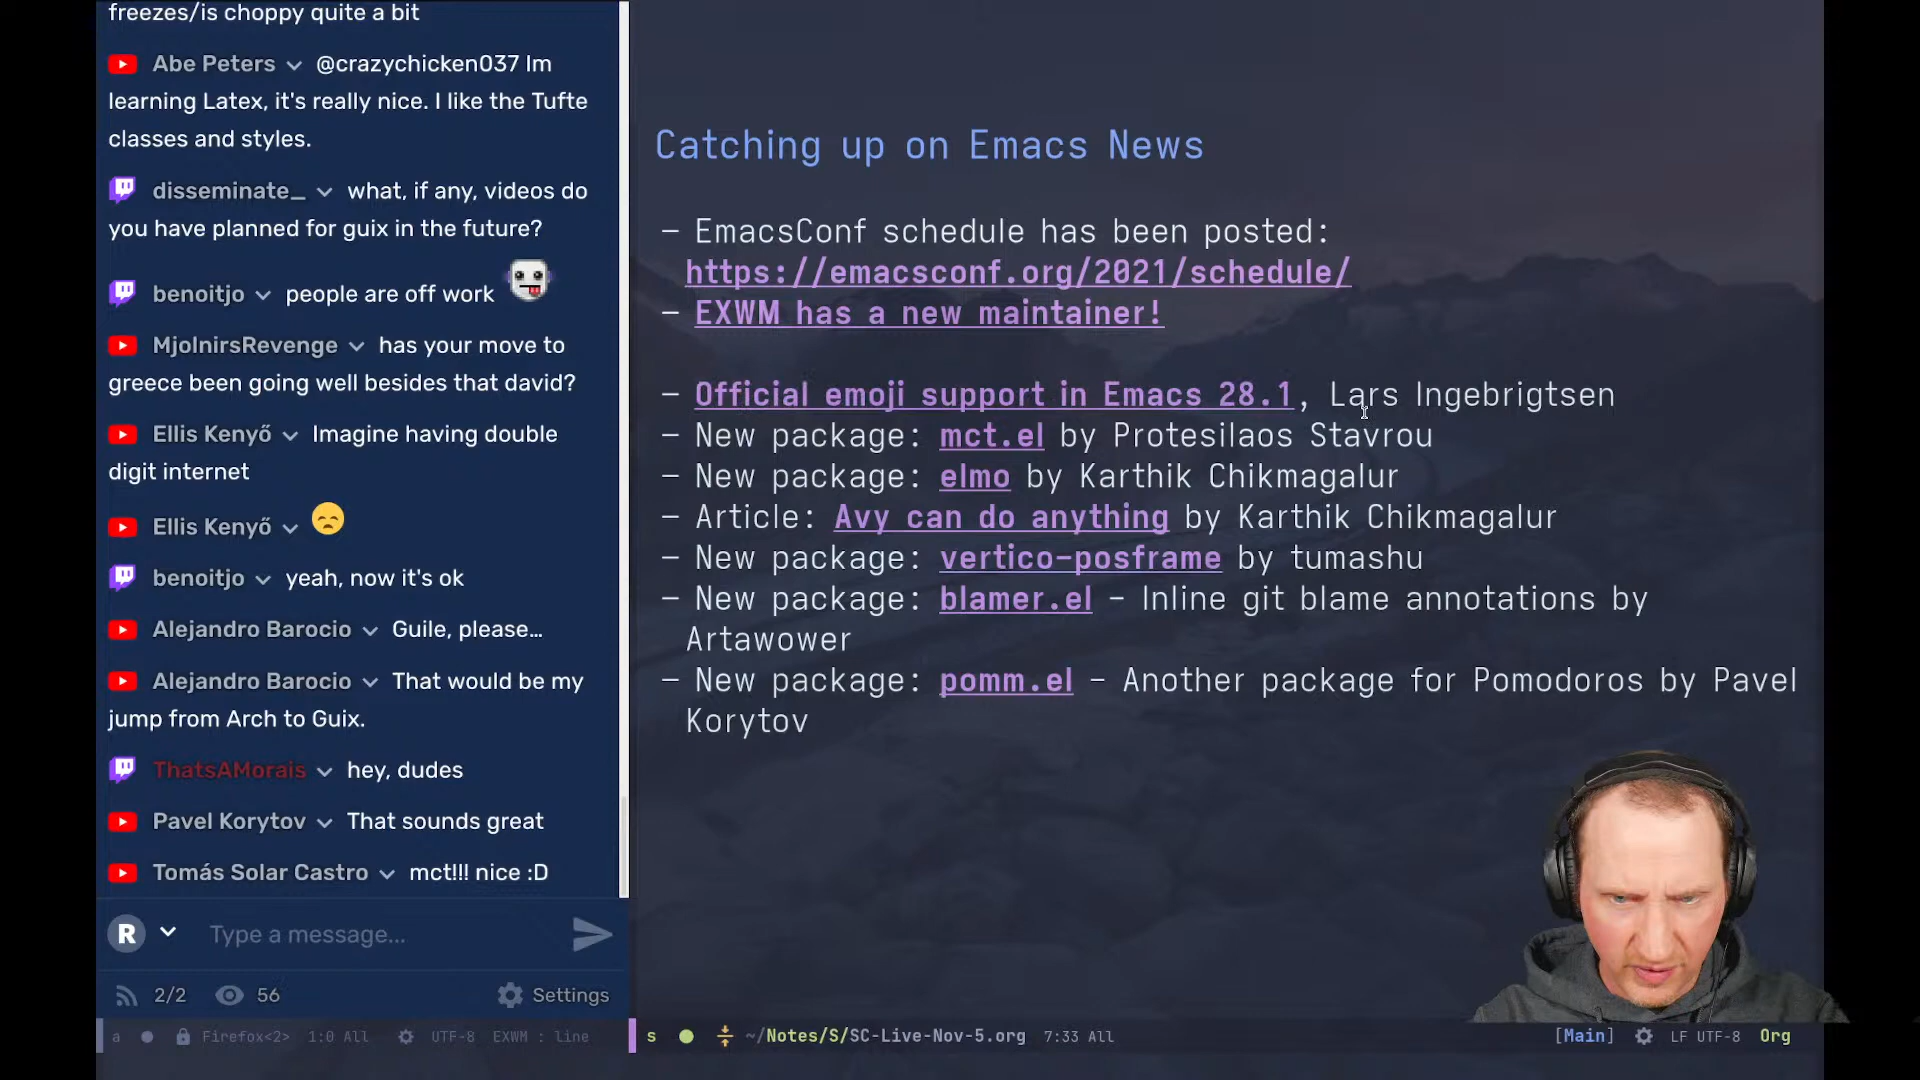 freezes/is choppy quite a bit
Abe Peters @crazychicken037 Im
learning Latex, it's really nice. I like the Tufte
classes and styles.
disseminate_ what, if any, videos do
you have planned for guix in the future?
benoitjo people are off work
MjolnirsRevenge has your move to
greece been going well besides that david?
Ellis Kenyő Imagine having double
digit internet
Ellis Kenyő
benoitjo yeah, now it's ok
Alejandro Barocio Guile, please…
Alejandro Barocio That would be my
jump from Arch to Guix.
ThatsAMorais hey, dudes
Pavel Korytov That sounds great
Tomás Solar Castro mct!!! nice :D
R Type a message...
2/2 56 Settings
a Firefox<2> 1:0 All UTF-8 EXWM : line
Catching up on Emacs News
- EmacsConf schedule has been posted:
https://emacsconf.org/2021/schedule/
- EXWM has a new maintainer!
- Official emoji support in Emacs 28.1, Lars Ingebrigtsen
- New package: mct.el by Protesilaos Stavrou
- New package: elmo by Karthik Chikmagalur
- Article: Avy can do anything by Karthik Chikmagalur
- New package: vertico-posframe by tumashu
- New package: blamer.el - Inline git blame annotations by
Artawower
- New package: pomm.el - Another package for Pomodoros by Pavel
Korytov
s ~/Notes/S/SC-Live-Nov-5.org 7:33 All [Main] LF UTF-8 Org